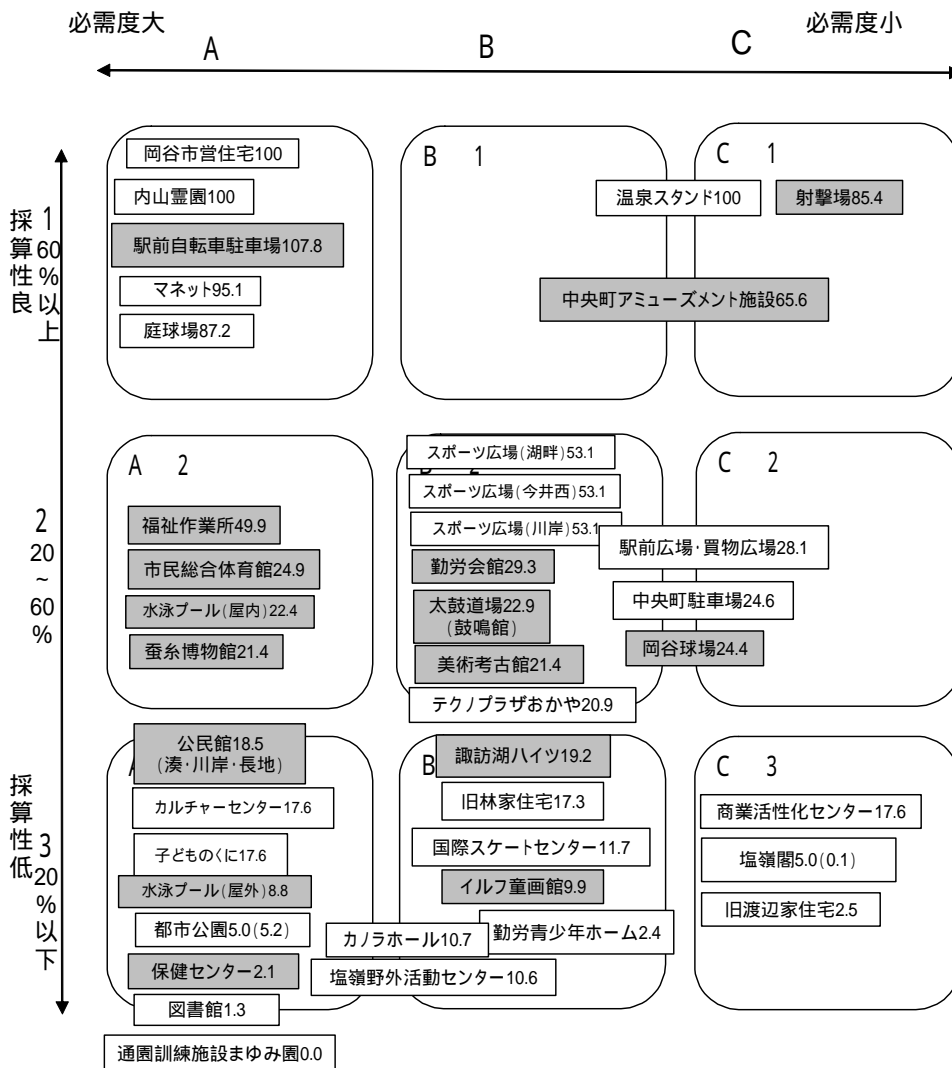 必需度大
必需度小
A
B
C
採算性良
1
60%以上
岡谷市営住宅100
内山霊園100
駅前自転車駐車場107.8
マネット95.1
庭球場87.2
B 1
C 1
温泉スタンド100
射撃場85.4
中央町アミューズメント施設65.6
2
20~60%
A 2
福祉作業所49.9
市民総合体育館24.9
水泳プール(屋内)22.4
蚕糸博物館21.4
スポーツ広場(湖畔)53.1
スポーツ広場(今井西)53.1
スポーツ広場(川岸)53.1
勤労会館29.3
太鼓道場22.9
(鼓鳴館)
美術考古館21.4
テクノプラザおかや20.9
C 2
駅前広場・買物広場28.1
中央町駐車場24.6
岡谷球場24.4
採算性低
3
20%以下
公民館18.5
(湊・川岸・長地)
カルチャーセンター17.6
子どものくに17.6
水泳プール(屋外)8.8
都市公園5.0(5.2)
保健センター2.1
図書館1.3
通園訓練施設まゆみ園0.0
B
諏訪湖ハイツ19.2
旧林家住宅17.3
国際スケートセンター11.7
イルフ童画館9.9
勤労青少年ホーム2.4
カノラホール10.7
塩嶺野外活動センター10.6
C 3
商業活性化センター17.6
塩嶺閣5.0(0.1)
旧渡辺家住宅2.5